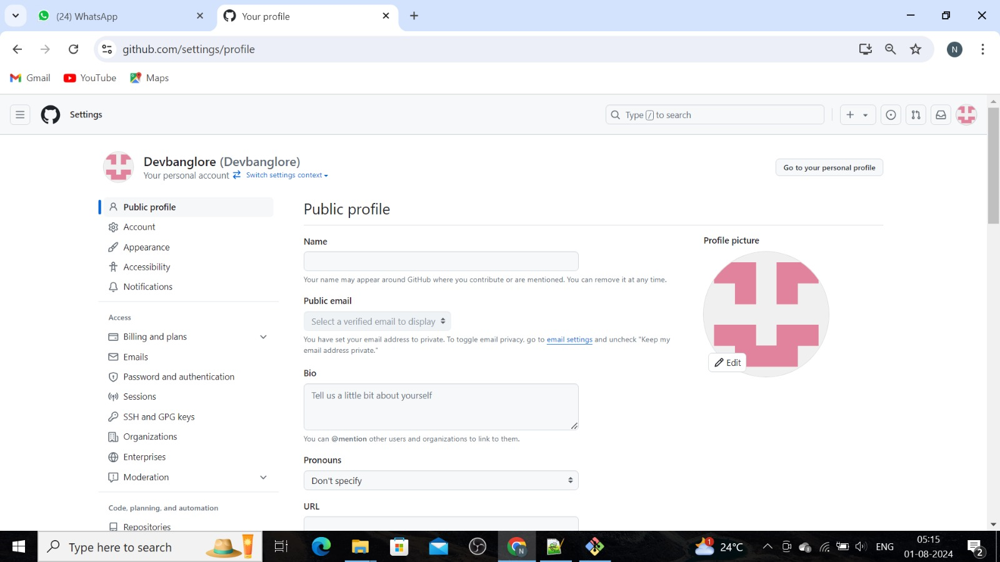 (24) WhatsApp
Your profile
github.com/settings/profile
N
Gmail
YouTube
Maps
Settings
Type / to search
Devbanglore (Devbanglore)
Your personal account
Switch settings context
Go to your personal profile
Public profile
Account
Appearance
Accessibility
Notifications
Access
Billing and plans
Emails
Password and authentication
Sessions
SSH and GPG keys
Organizations
Enterprises
Moderation
Code, planning, and automation
Repositories
Public profile
Name
Your name may appear around GitHub where you contribute or are mentioned. You can remove it at any time.
Public email
Select a verified email to display
You have set your email address to private. To toggle email privacy, go to email settings and uncheck "Keep my
email address private."
Bio
Tell us a little bit about yourself
You can @mention other users and organizations to link to them.
Pronouns
Don't specify
URL
Profile picture
Edit
Type here to search
N
1
24°C
ENG
05:15
01-08-2024
2